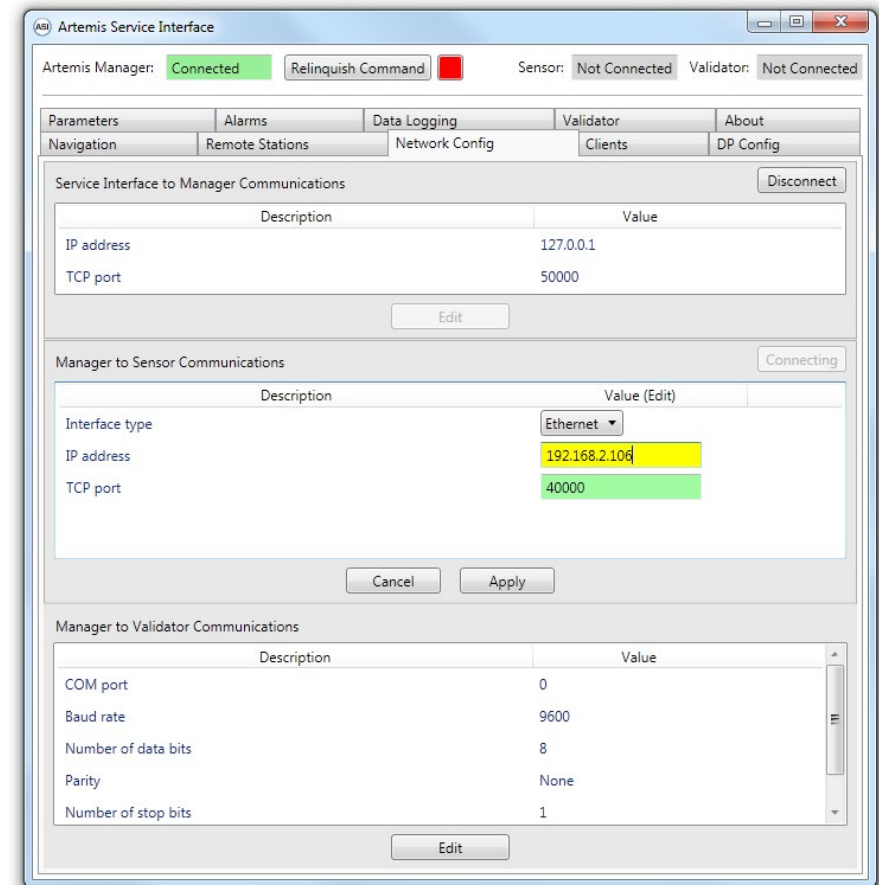 ASI Artemis Service Interface
Artemis Manager: Connected Relinquish Command Sensor: Not Connected Validator: Not Connected
Parameters Alarms Data Logging Validator About
Navigation Remote Stations Network Config Clients DP Config
Service Interface to Manager Communications Disconnect
Description Value
IP address 127.0.0.1
TCP port 50000
Edit
Manager to Sensor Communications Connecting
Description Value (Edit)
Interface type Ethernet
IP address 192.168.2.106
TCP port 40000
Cancel Apply
Manager to Validator Communications
Description Value
COM port 0
Baud rate 9600
Number of data bits 8
Parity None
Number of stop bits 1
Edit